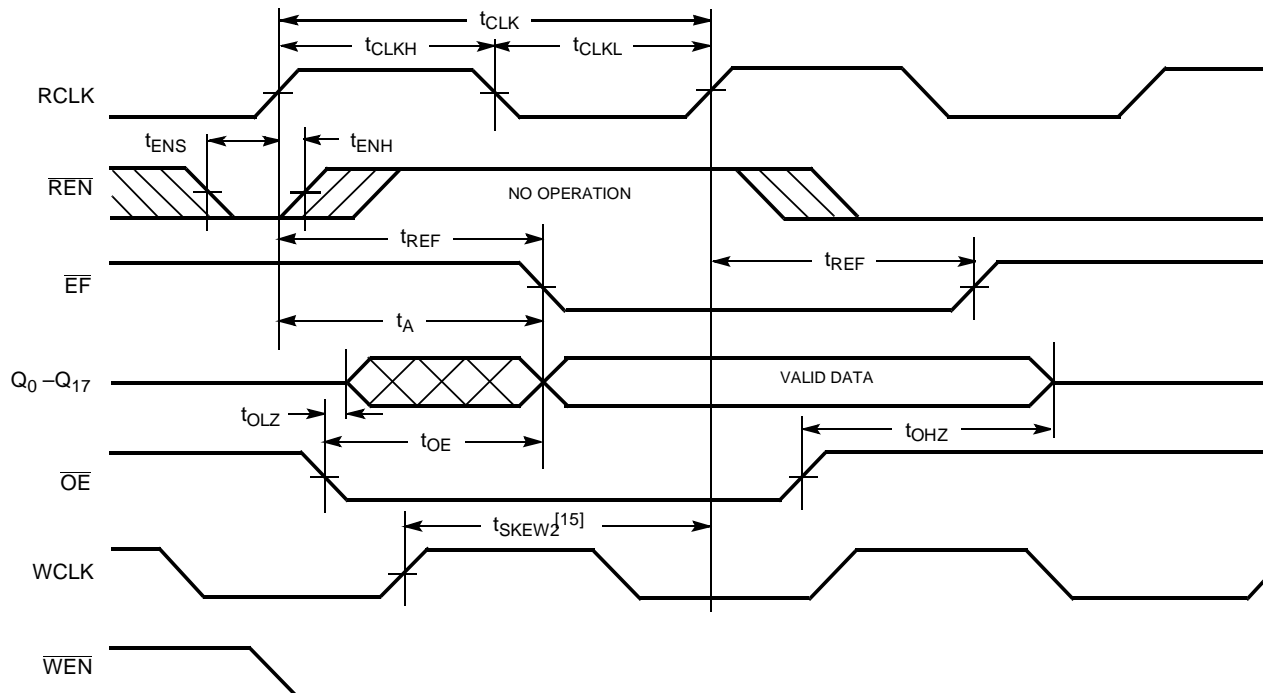 tCLK
tCLKH tCLKL
RCLK
tENS tENH
REN NO OPERATION
tREF tREF
EF
tA
Q0 –Q17 VALID DATA
tOLZ tOE tOHZ
OE
tSKEW2[15]
WCLK
WEN